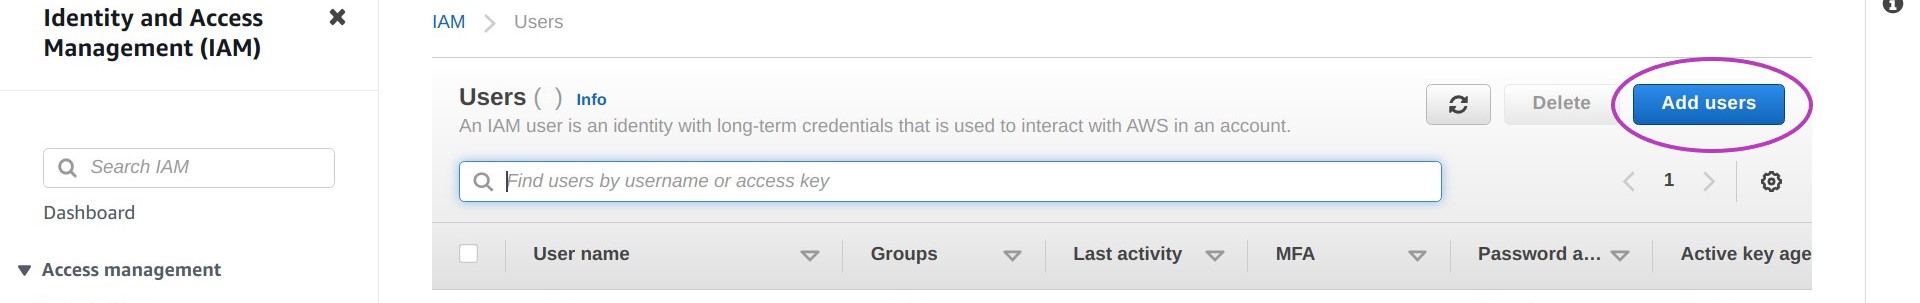 Identity and Access
Management (IAM)
Search IAM
Dashboard
Access management
IAM > Users
Users ( ) Info
An IAM user is an identity with long-term credentials that is used to interact with AWS in an account.
Delete
Add users
Find users by username or access key
1
User name Groups Last activity MFA Password a... Active key age